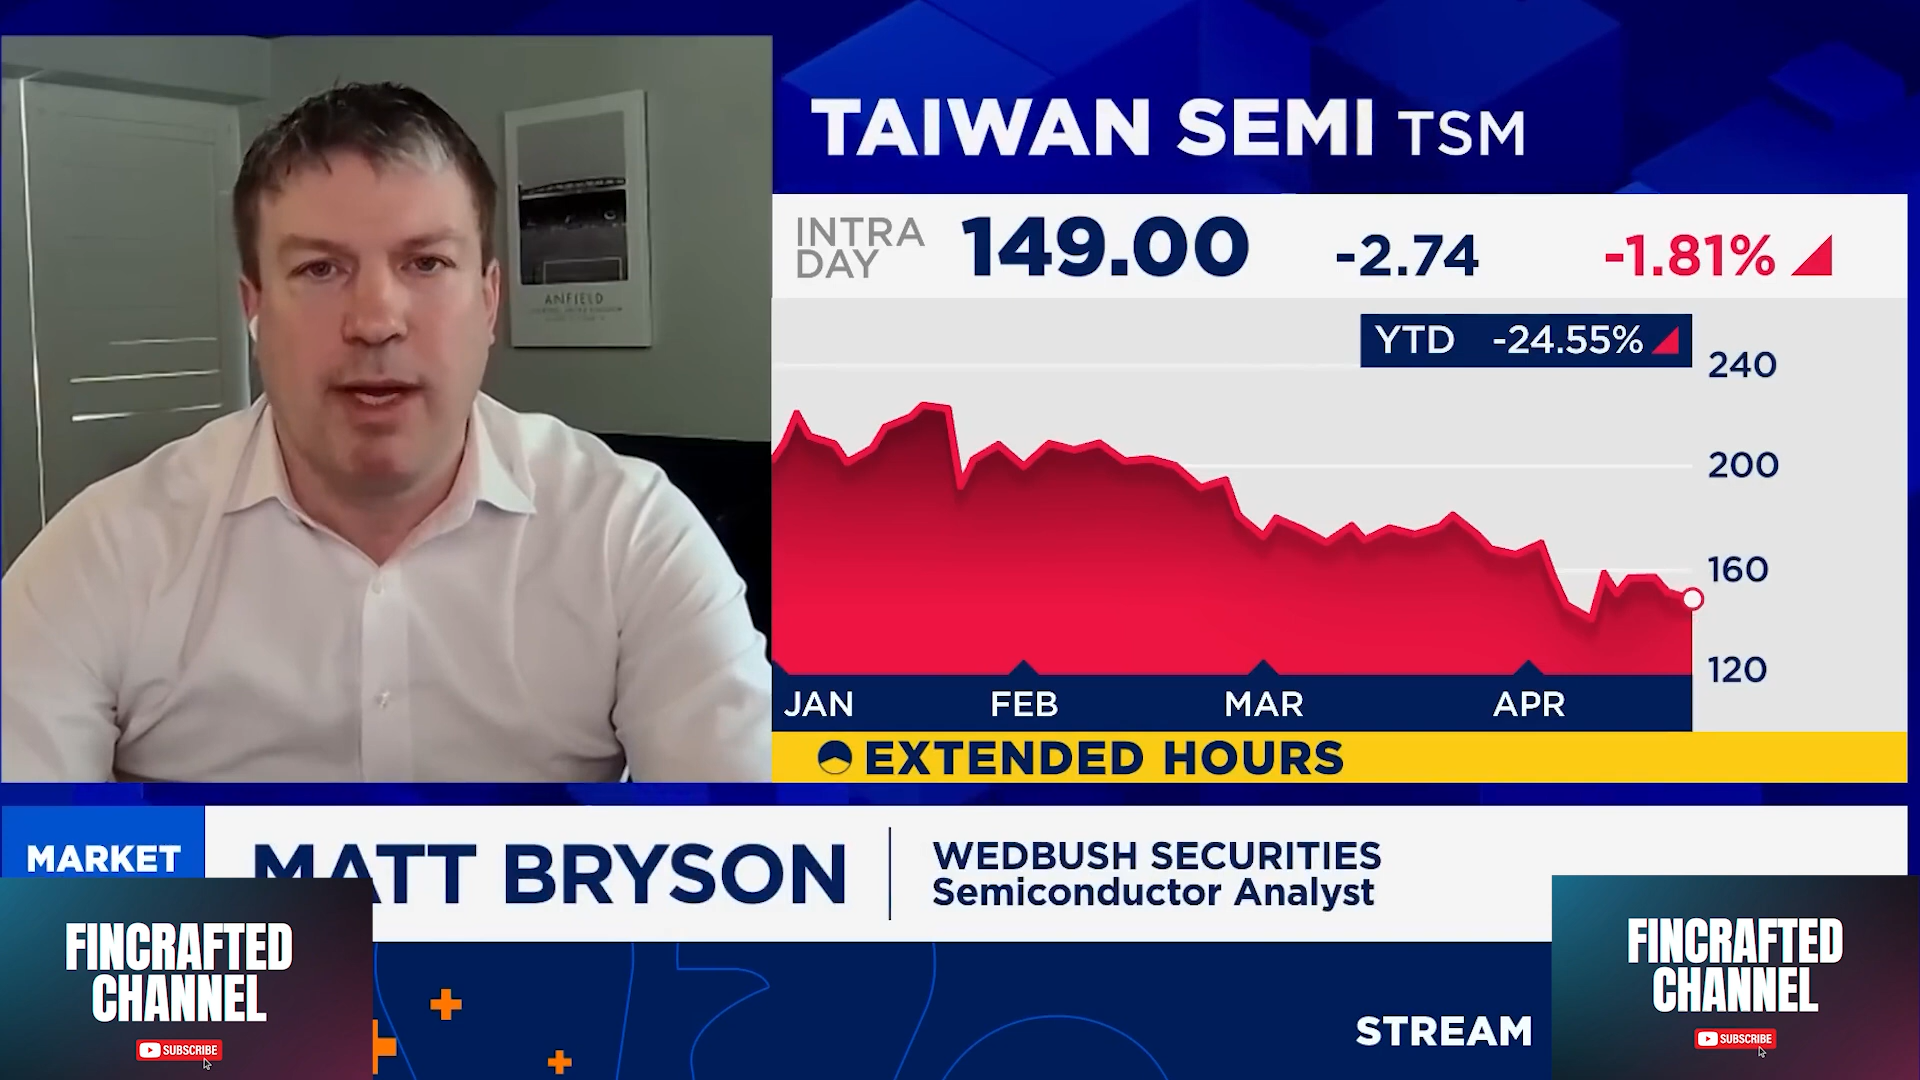 TAIWAN SEMI TSM
INTRA
DAY
149.00
-2.74
-1.81%
YTD -24.55%
240
200
160
120
JAN FEB MAR APR
EXTENDED HOURS
ANFIELD
MARKET
MATT BRYSON
WEDBUSH SECURITIES
Semiconductor Analyst
FINCRAFTED
CHANNEL
SUBSCRIBE
STREAM
FINCRAFTED
CHANNEL
SUBSCRIBE